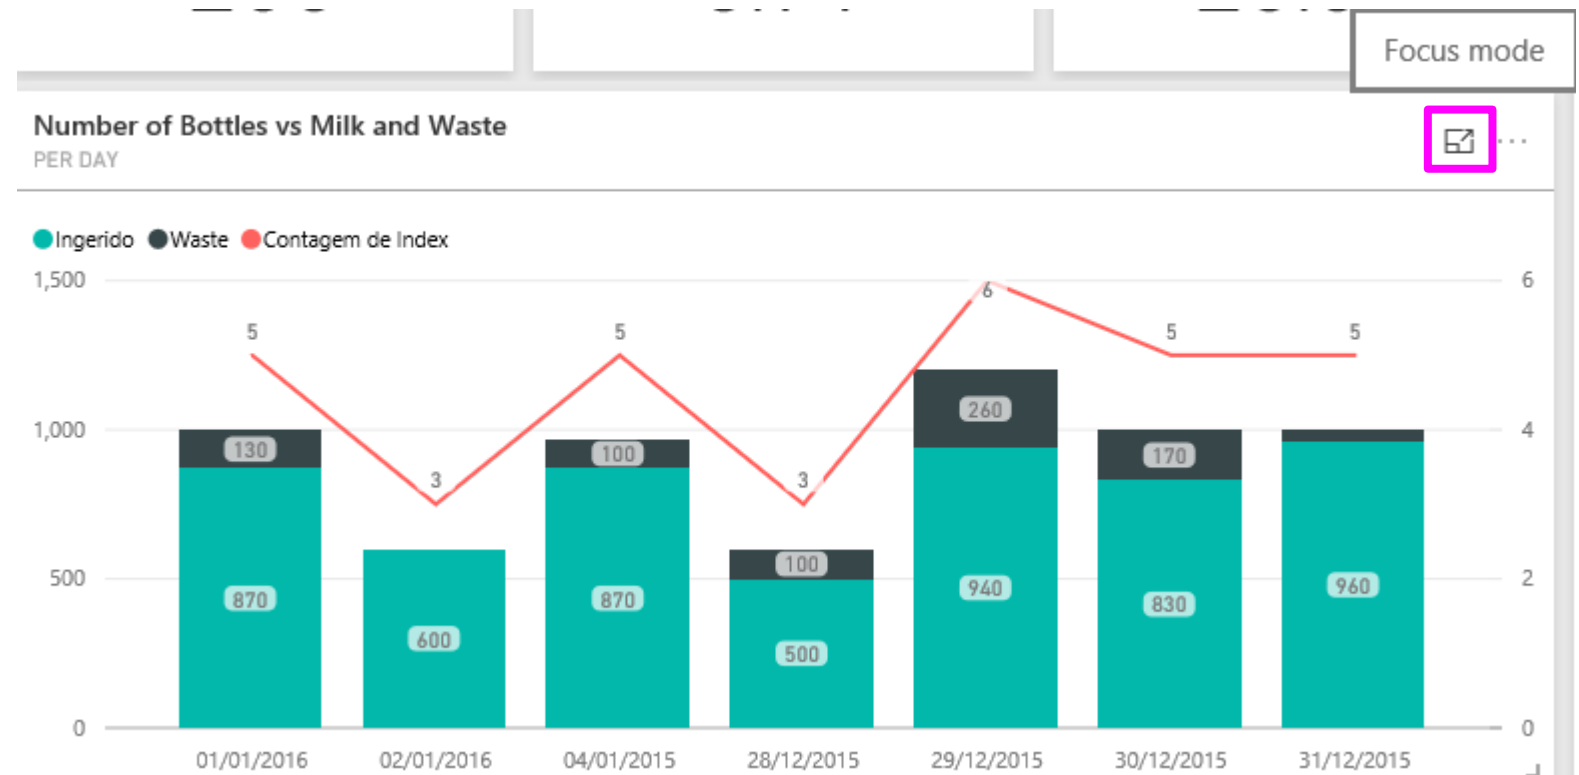 Focus mode
Number of Bottles vs Milk and Waste
PER DAY
Ingerido Waste Contagem de Index
1,500 6
5 5 6 5 5
1,000 4
130 100 260 170
3 3
500 2
100
870 870 940 830 960
600 500
0 0
01/01/2016 02/01/2016 04/01/2015 28/12/2015 29/12/2015 30/12/2015 31/12/2015